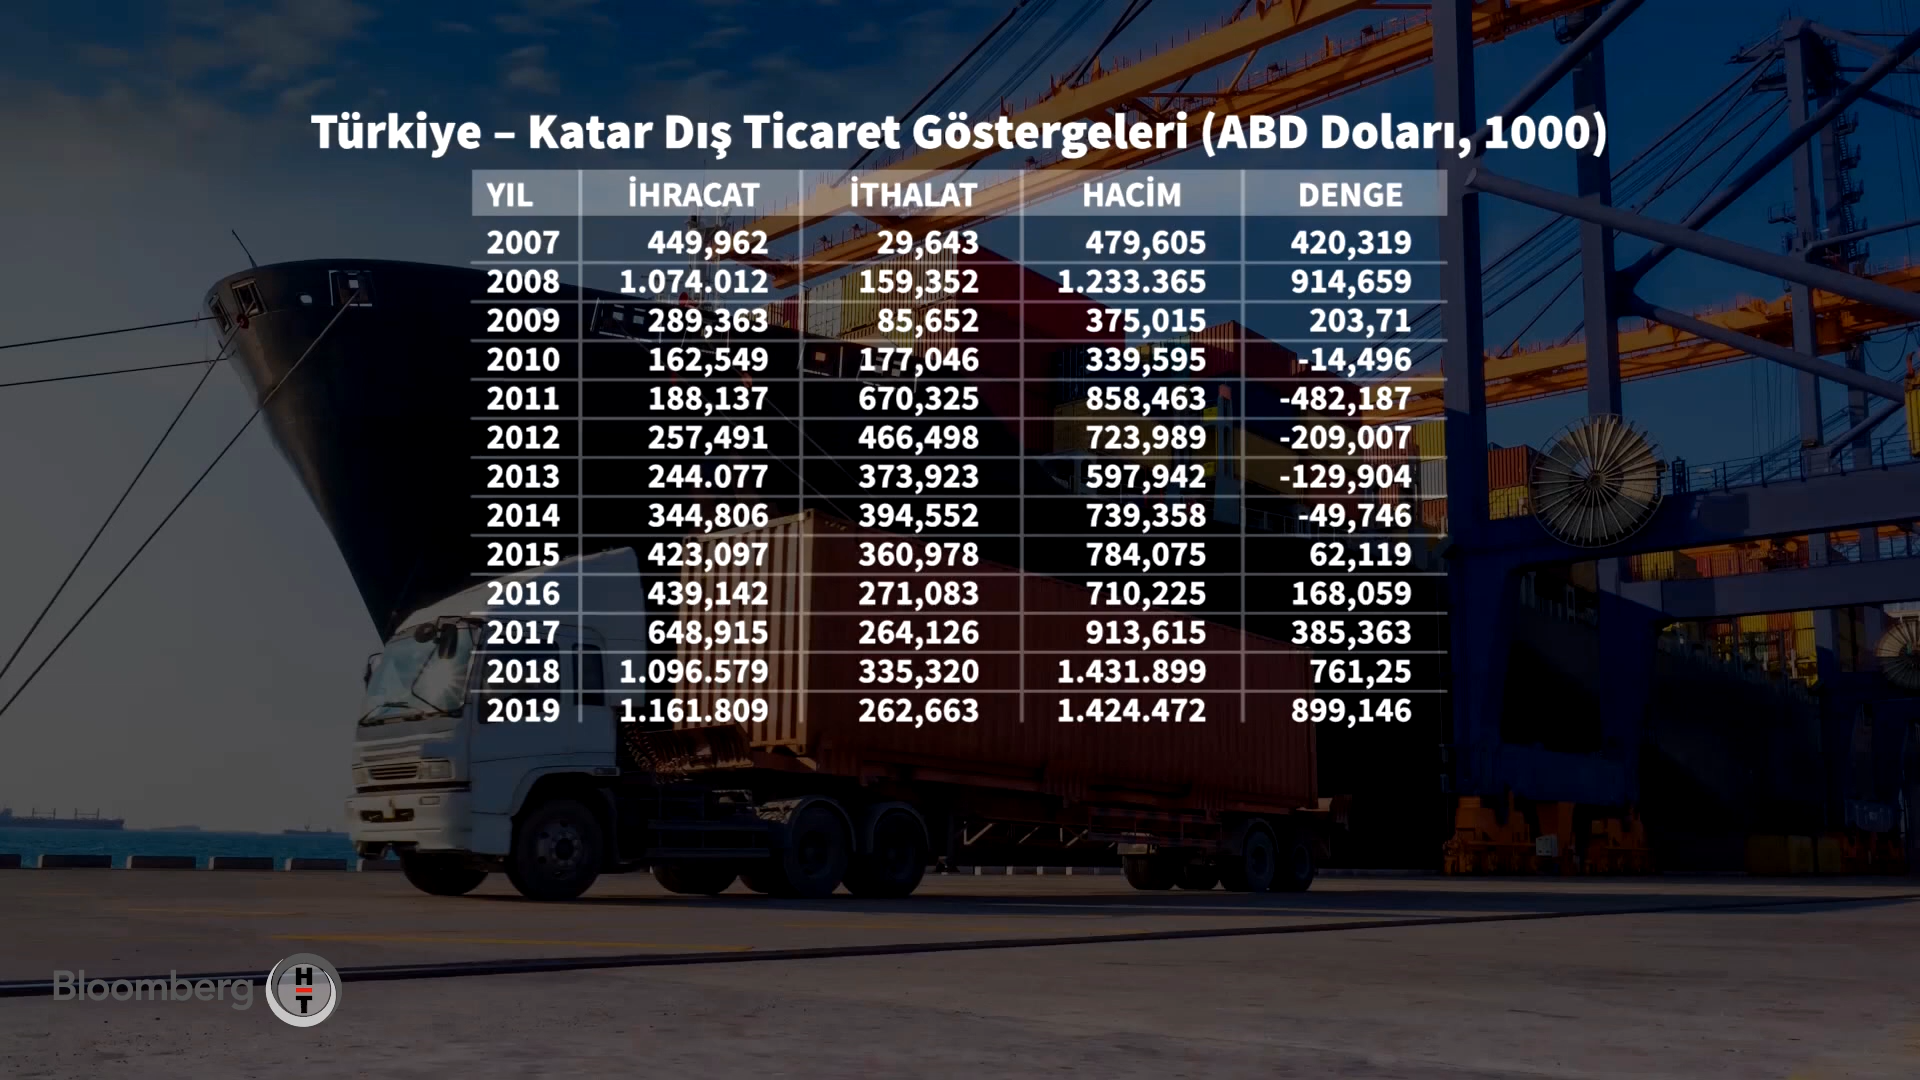 Türkiye – Katar Dış Ticaret Göstergeleri (ABD Doları, 1000)
YIL İHRACAT İTHALAT HACİM DENGE
2007 449,962 29,643 479,605 420,319
2008 1.074.012 159,352 1.233.365 914,659
2009 289,363 85,652 375,015 203,71
2010 162,549 177,046 339,595 -14,496
2011 188,137 670,325 858,463 -482,187
2012 257,491 466,498 723,989 -209,007
2013 244.077 373,923 597,942 -129,904
2014 344,806 394,552 739,358 -49,746
2015 423,097 360,978 784,075 62,119
2016 439,142 271,083 710,225 168,059
2017 648,915 264,126 913,615 385,363
2018 1.096.579 335,320 1.431.899 761,25
2019 1.161.809 262,663 1.424.472 899,146
Bloomberg HT